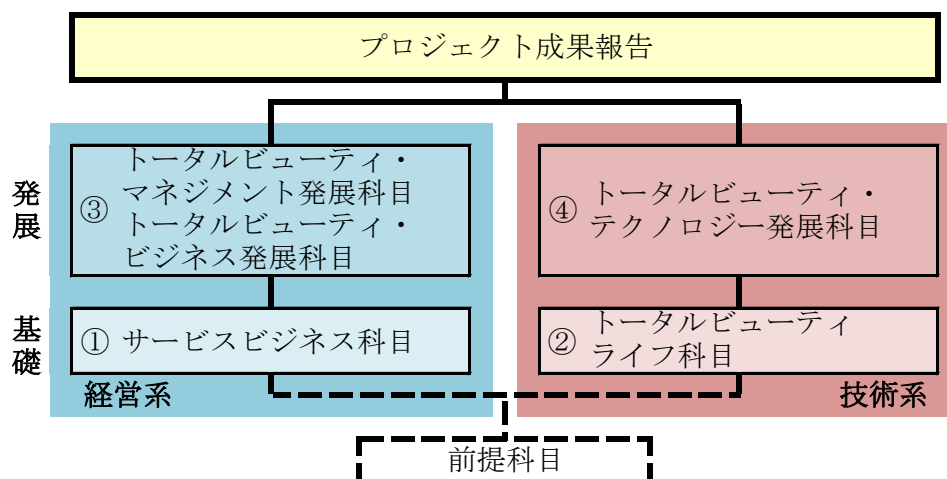 プロジェクト成果報告
発展
③
トータルビューティ・
マネジメント発展科目
トータルビューティ・
ビジネス発展科目
④
トータルビューティ・
テクノロジー発展科目
基礎
① サービスビジネス科目
②
トータルビューティ
ライフ科目
経営系
技術系
前提科目